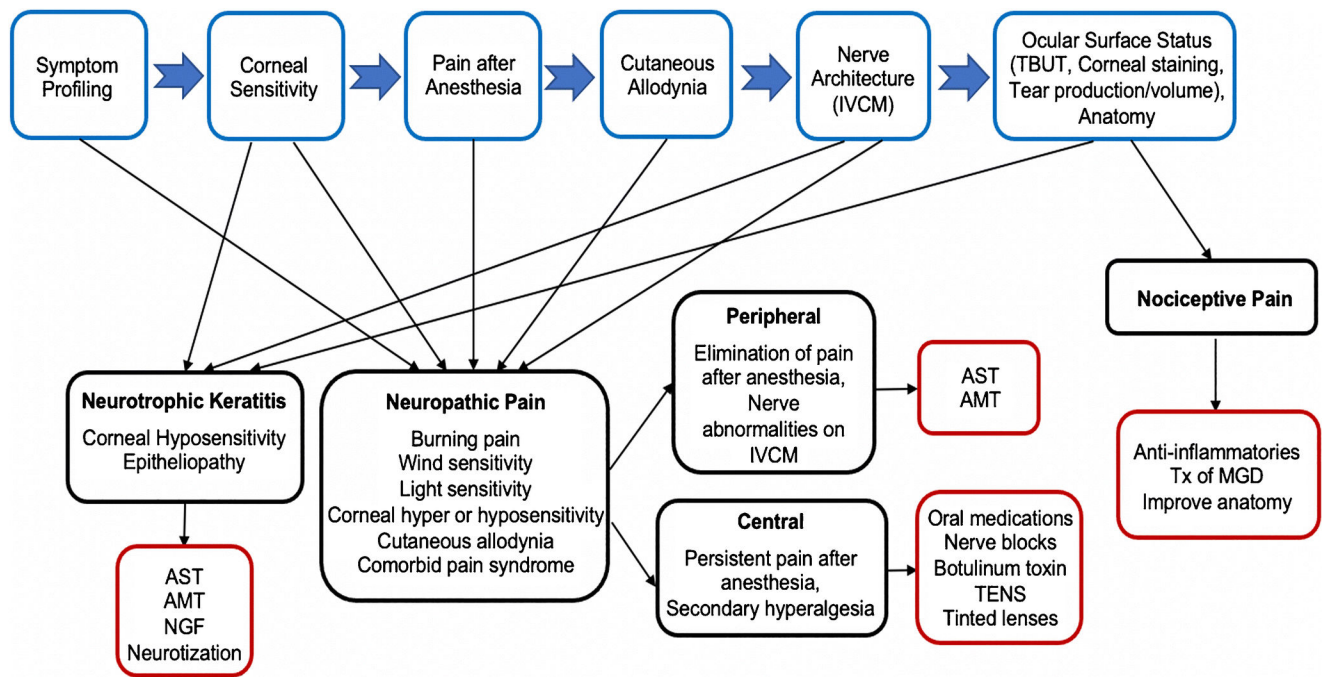 Symptom
Profiling
Corneal
Sensitivity
Pain after
Anesthesia
Cutaneous
Allodynia
Nerve
Architecture
(IVCM)
Ocular Surface Status
(TBUT, Corneal staining,
Tear production/volume),
Anatomy
Neurotrophic Keratitis
Corneal Hyposensitivity
Epitheliopathy
AST
AMT
NGF
Neurotization
Neuropathic Pain
Burning pain
Wind sensitivity
Light sensitivity
Corneal hyper or hyposensitivity
Cutaneous allodynia
Comorbid pain syndrome
Peripheral
Elimination of pain
after anesthesia,
Nerve
abnormalities on
IVCM
AST
AMT
Central
Persistent pain after
anesthesia,
Secondary hyperalgesia
Oral medications
Nerve blocks
Botulinum toxin
TENS
Tinted lenses
Nociceptive Pain
Anti-inflammatories
Tx of MGD
Improve anatomy